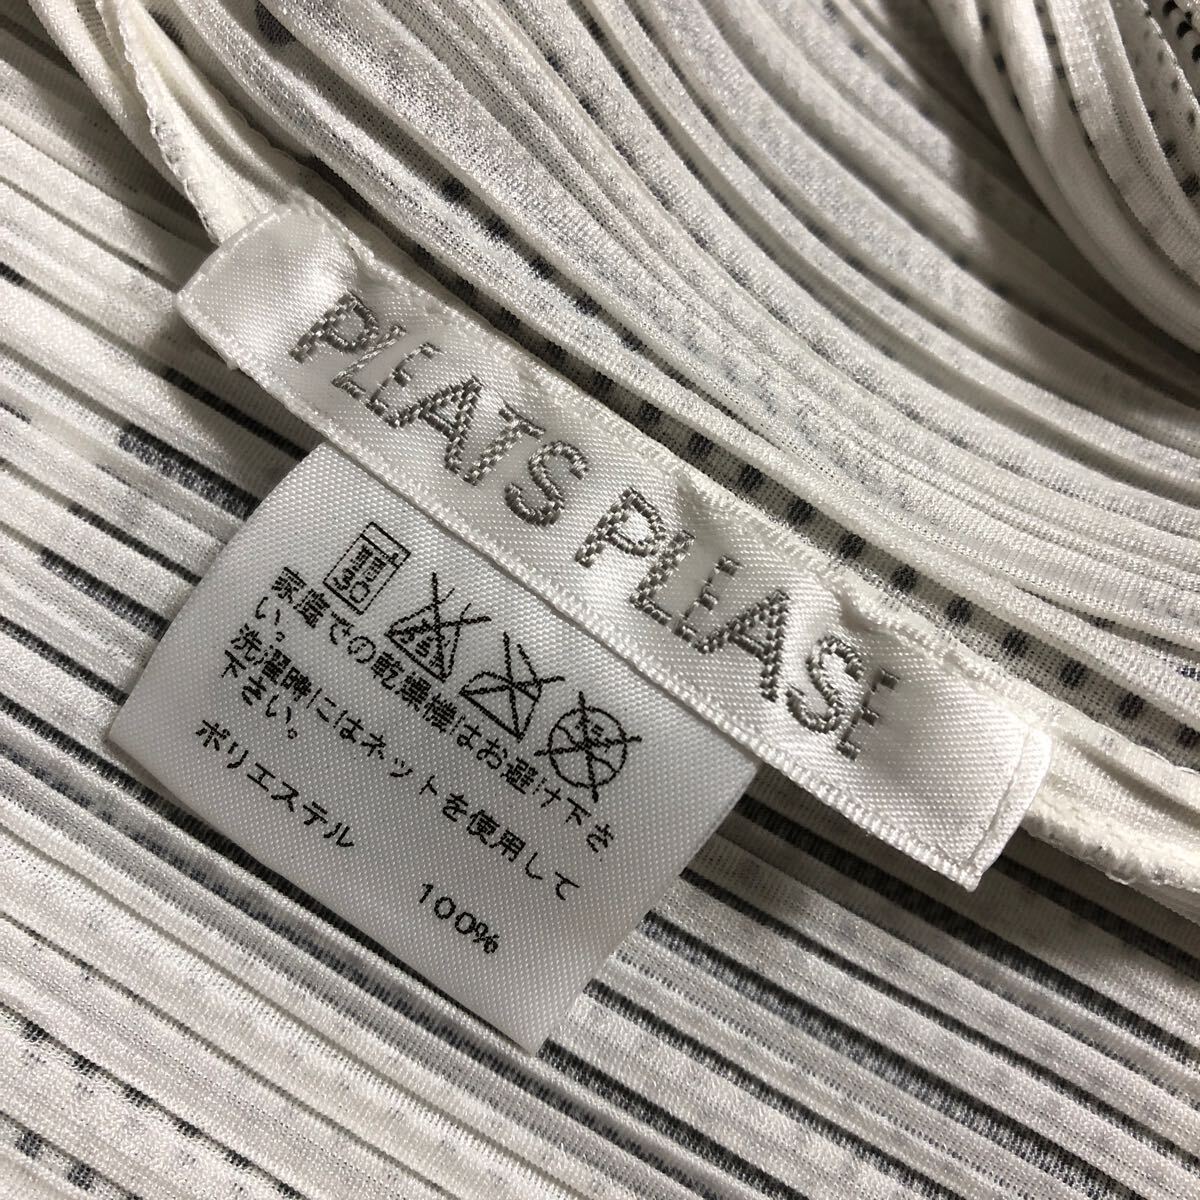 PLEATS PLEASE
30
家庭での乾燥機はお避け下さ
い。
洗濯時にはネットを使用して
下さい。
ポリエステル 100%